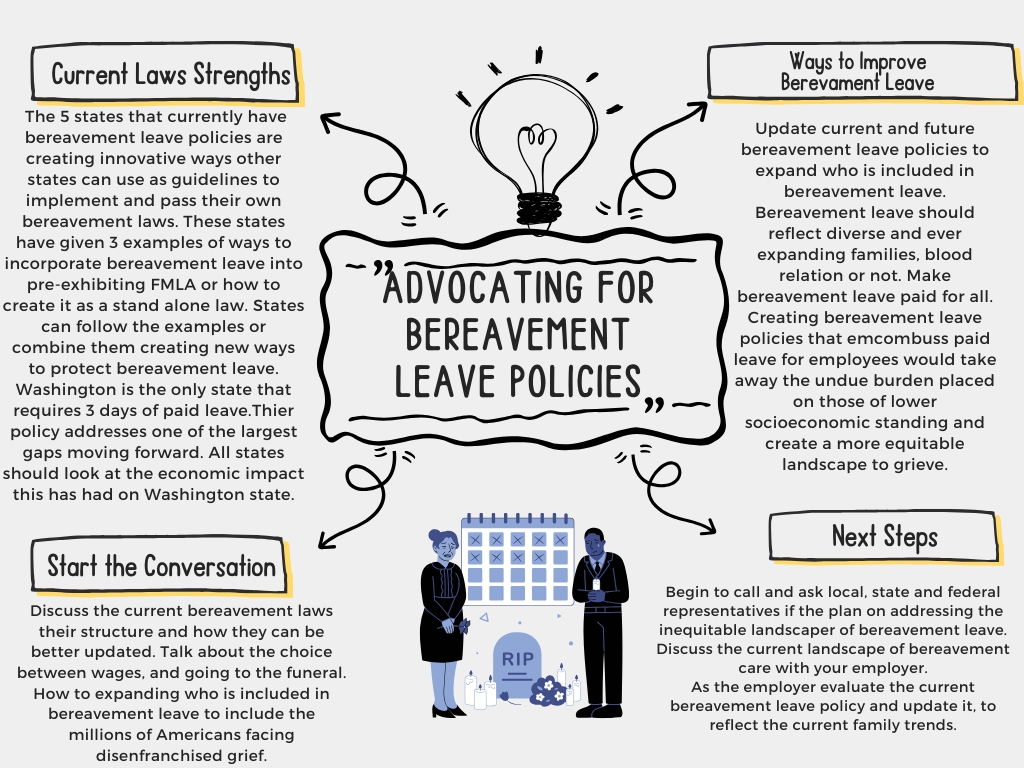 Current Laws Strengths
The 5 states that currently have
bereavement leave policies are
creating innovative ways other
states can use as guidelines to
implement and pass their own
bereavement laws. These states
have given 3 examples of ways to
incorporate bereavement leave into
pre-exhibiting FMLA or how to
create it as a stand alone law. States
can follow the examples or
combine them creating new ways
to protect bereavement leave.
Washington is the only state that
requires 3 days of paid leave.Thier
policy addresses one of the largest
gaps moving forward. All states
should look at the economic impact
this has had on Washington state.
Start the Conversation
Discuss the current bereavement laws
their structure and how they can be
better updated. Talk about the choice
between wages, and going to the funeral.
How to expanding who is included in
bereavement leave to include the
millions of Americans facing
disenfranchised grief.
"ADVOCATING FOR
BEREAVEMENT
LEAVE POLICIES"
RIP
Ways to Improve
Berevament Leave
Update current and future
bereavement leave policies to
expand who is included in
bereavement leave.
Bereavement leave should
reflect diverse and ever
expanding families, blood
relation or not. Make
bereavement leave paid for all.
Creating bereavement leave
policies that emcombuss paid
leave for employees would take
away the undue burden placed
on those of lower
socioeconomic standing and
create a more equitable
landscape to grieve.
Next Steps
Begin to call and ask local, state and federal
representatives if the plan on addressing the
inequitable landscaper of bereavement leave.
Discuss the current landscape of bereavement
care with your employer.
As the employer evaluate the current
bereavement leave policy and update it, to
reflect the current family trends.